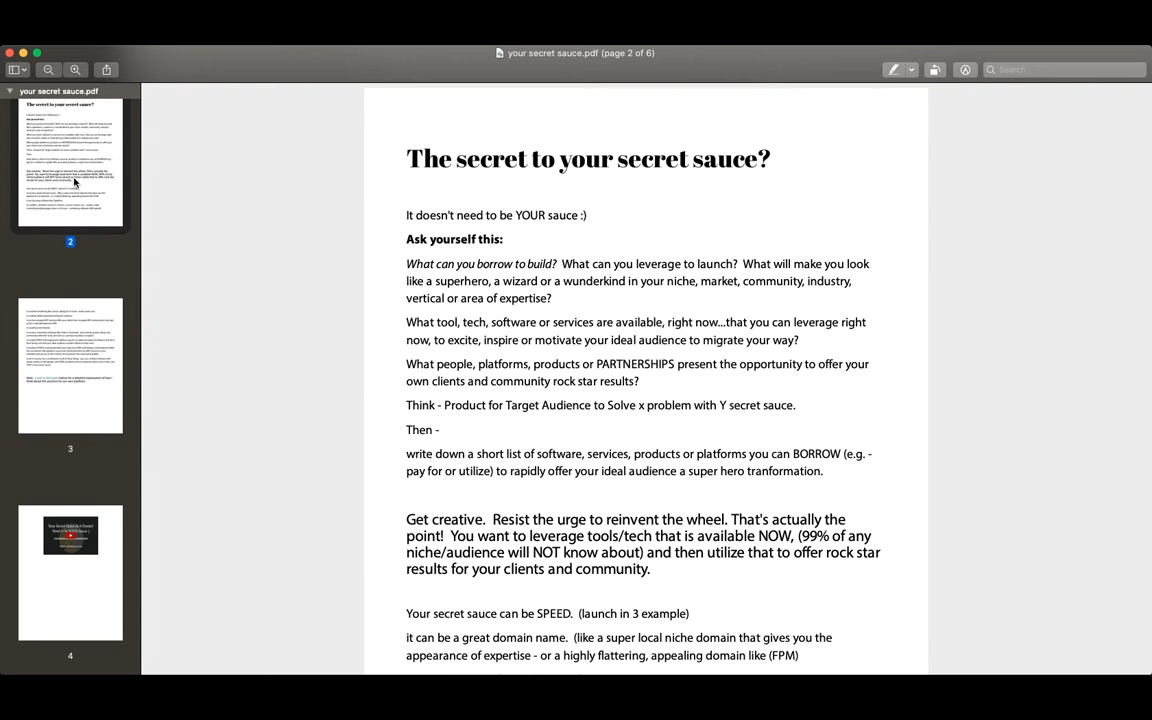 your secret sauce.pdf (page 2 of 6)
Search
your secret sauce.pdf
The secret to your secret sauce?
2
3
4
The secret to your secret sauce?
It doesn't need to be YOUR sauce :)
Ask yourself this:
What can you borrow to build?  What can you leverage to launch?  What will make you look
like a superhero, a wizard or a wunderkind in your niche, market, community, industry,
vertical or area of expertise?
What tool, tech, software or services are available, right now...that you can leverage right
now, to excite, inspire or motivate your ideal audience to migrate your way?
What people, platforms, products or PARTNERSHIPS present the opportunity to offer your
own clients and community rock star results?
Think - Product for Target Audience to Solve x problem with Y secret sauce.
Then -
write down a short list of software, services, products or platforms you can BORROW (e.g. -
pay for or utilize) to rapidly offer your ideal audience a super hero tranformation.
Get creative.  Resist the urge to reinvent the wheel. That's actually the
point!  You want to leverage tools/tech that is available NOW, (99% of any
niche/audience will NOT know about) and then utilize that to offer rock star
results for your clients and community.
Your secret sauce can be SPEED.  (launch in 3 example)
it can be a great domain name.  (like a super local niche domain that gives you the
appearance of expertise - or a highly flattering, appealing domain like (FPM)